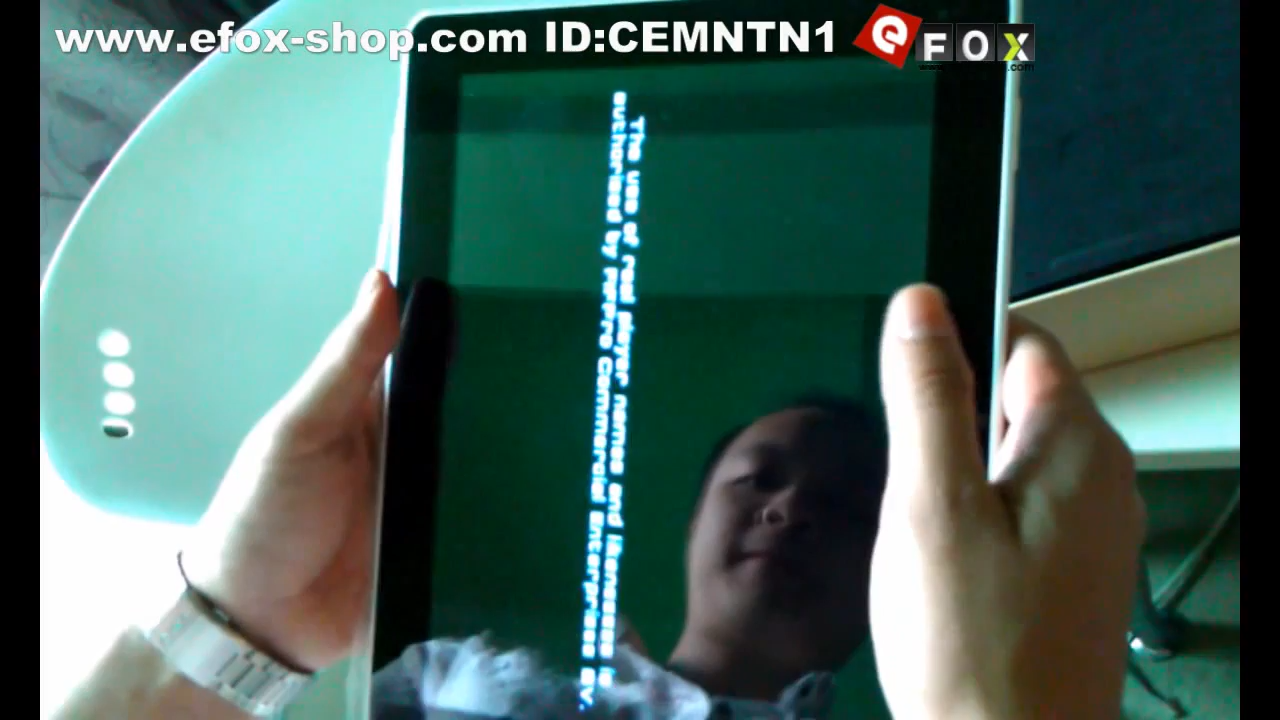 www.efox-shop.com ID:CEMNTN1
e FOX
The use of real player names and likenesses is
authorised by FIFPro Commercial Enterprises BV.